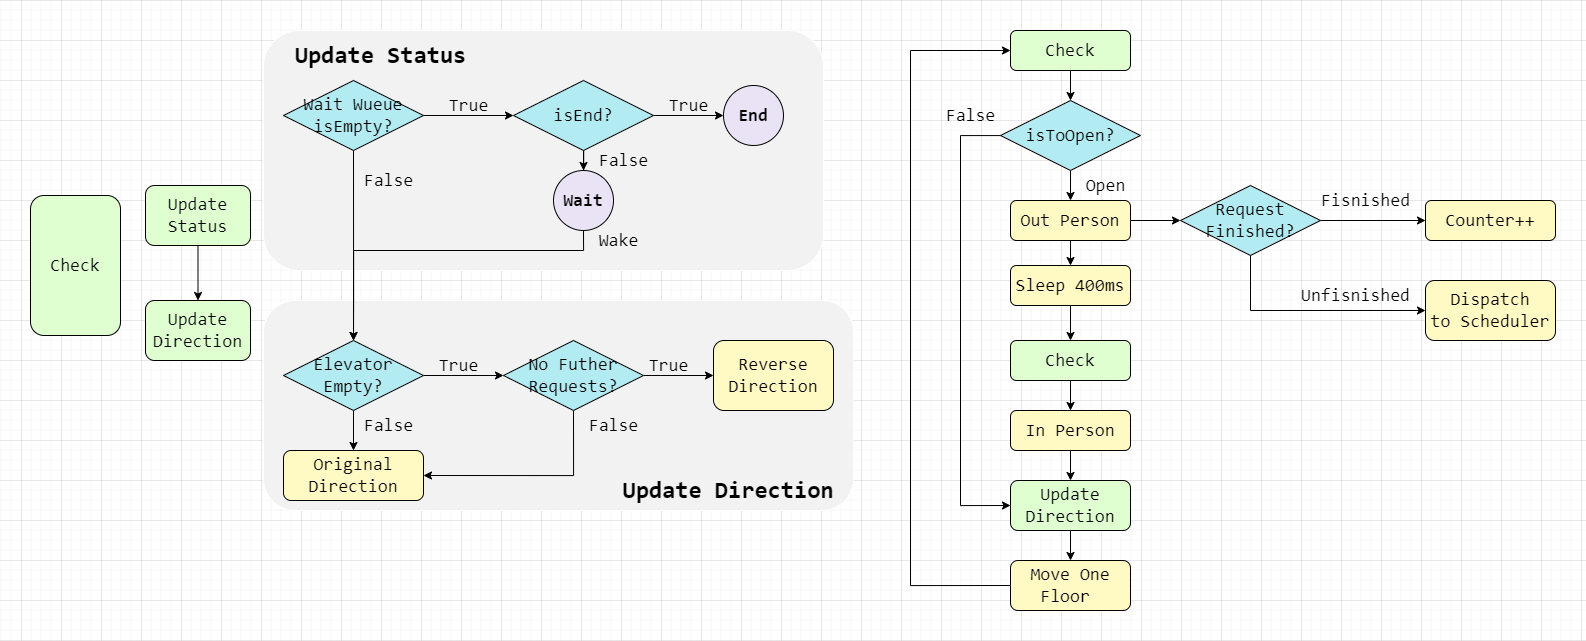 Check
Update
Status
Update
Direction
Update Status
Wait Wueue
isEmpty?
True
isEnd?
True
End
False
False
Wait
Wake
Elevator
Empty?
True
No Futher
Requests?
True
Reverse
Direction
False
False
Original
Direction
Update Direction
Check
False
isToOpen?
Open
Out Person
Request
Finished?
Fisnished
Counter++
Unfisnished
Dispatch
to Scheduler
Sleep 400ms
Check
In Person
Update
Direction
Move One
Floor